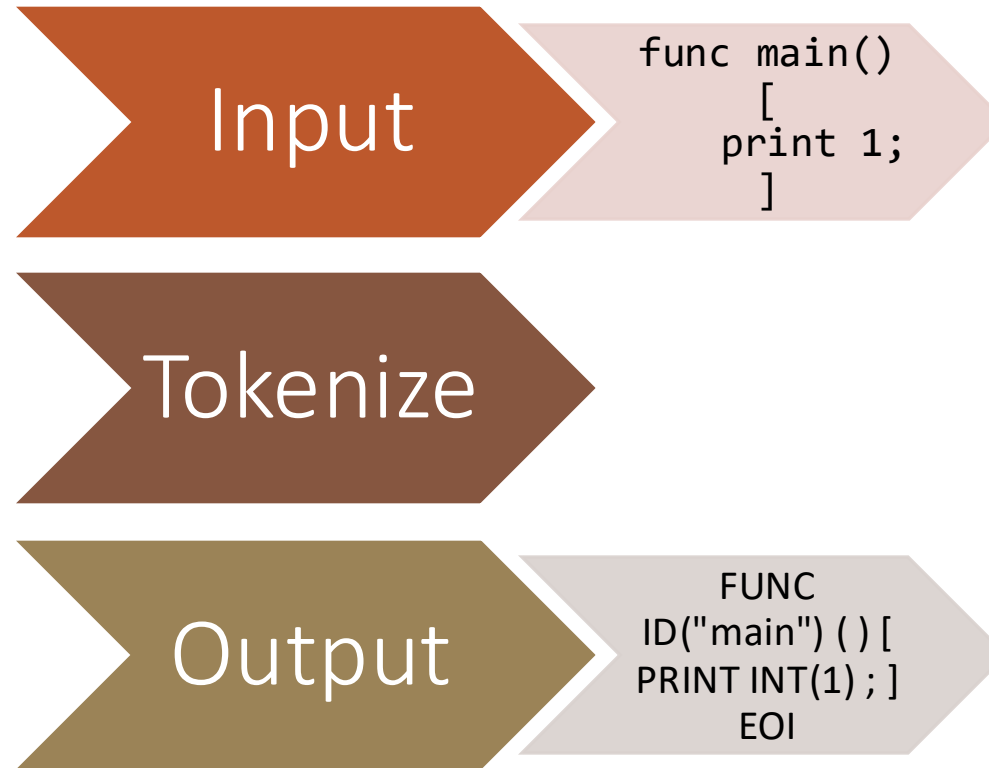 Input
func main()
[
print 1;
]
Tokenize
Output
FUNC
ID("main") ( ) [
PRINT INT(1) ; ]
EOI